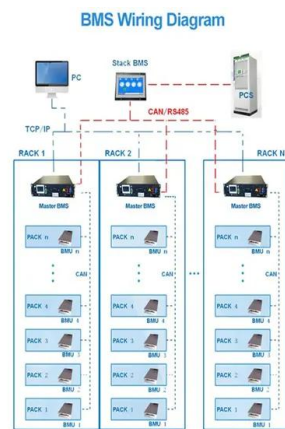 BMS Wiring Diagram
Stack BMS
PC
PCS
CAN/RS485
TCP/IP
RACK 1
RACK 2
RACK N
Master BMS
Master BMS
Master BMS
PACK n
BMU n
PACK n
BMU n
PACK n
BMU n
CAN
CAN
CAN
...
PACK 4
BMU 4
PACK 4
BMU 4
PACK 4
BMU 4
PACK 3
BMU 3
PACK 3
BMU 3
PACK 3
BMU 3
PACK 2
BMU 2
PACK 2
BMU 2
PACK 2
BMU 2
PACK 1
BMU 1
PACK 1
BMU 1
PACK 1
BMU 1